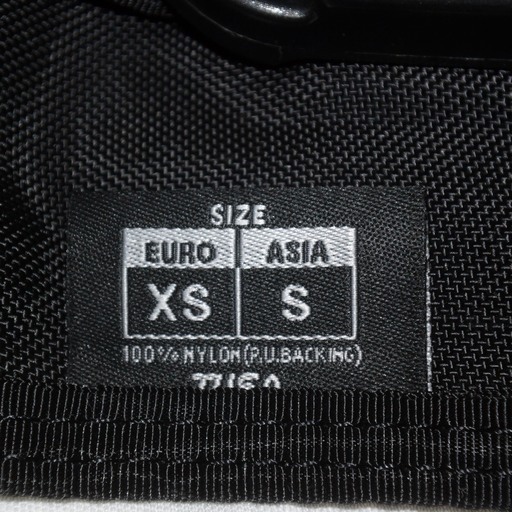 SIZE
EURO ASIA
XS S
100% NYLON(P.U.BACKING)